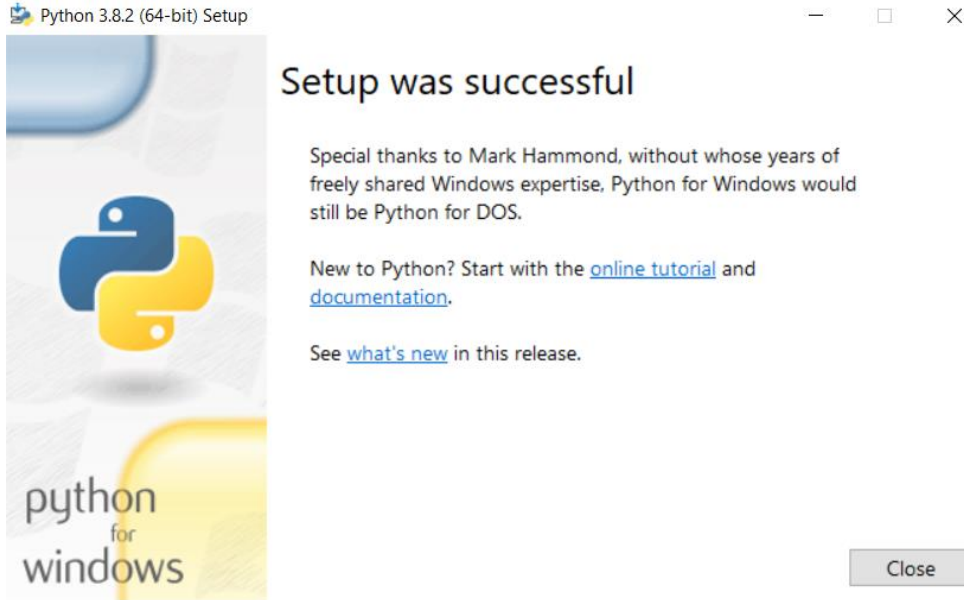 Python 3.8.2 (64-bit) Setup
Setup was successful
Special thanks to Mark Hammond, without whose years of
freely shared Windows expertise, Python for Windows would
still be Python for DOS.
New to Python? Start with the online tutorial and
documentation.
See what's new in this release.
python
for
windows
Close